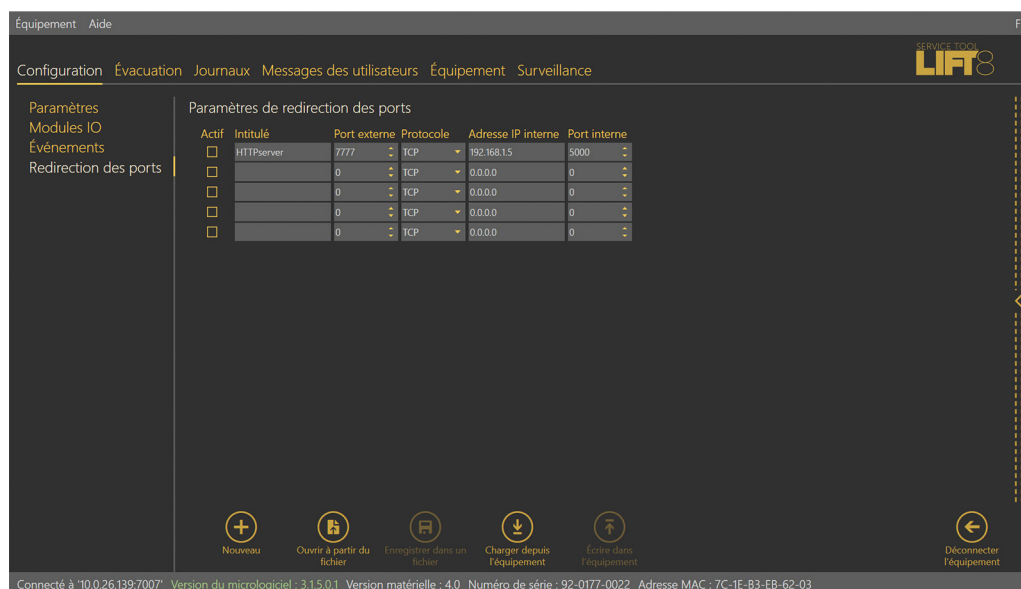 Équipement Aide F
SERVICE TOOL
LIFT8
Configuration Évacuation Journaux Messages des utilisateurs Équipement Surveillance
Paramètres
Modules IO
Événements
Redirection des ports
Paramètres de redirection des ports
Actif Intitulé Port externe Protocole Adresse IP interne Port interne
HTTPserver 7777 TCP 192.168.1.5 5000
0 TCP 0.0.0.0 0
0 TCP 0.0.0.0 0
0 TCP 0.0.0.0 0
0 TCP 0.0.0.0 0
Nouveau
Ouvrir à partir du
fichier
Enregistrer dans un
fichier
Charger depuis
l'équipement
Écrire dans
l'équipement
Déconnecter
l'équipement
Connecté à '10.0.26.139:7007' Version du micrologiciel : 3.1.5.0.1 Version matérielle : 4.0 Numéro de série : 92-0177-0022 Adresse MAC : 7C-1E-B3-EB-62-03